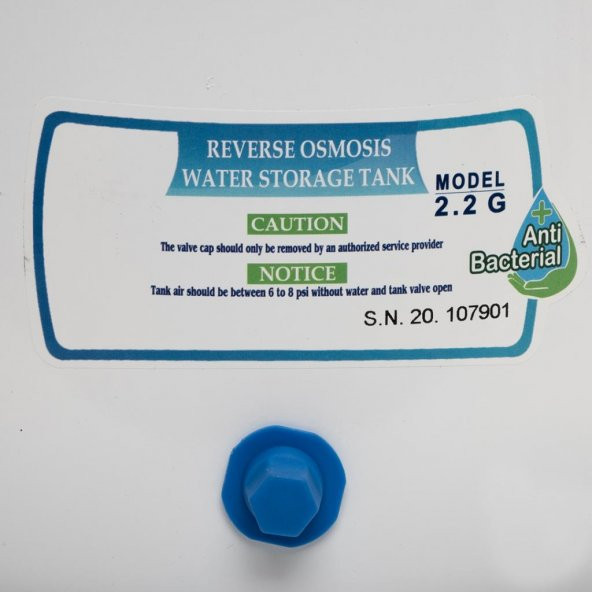 REVERSE OSMOSIS
WATER STORAGE TANK
MODEL
2.2 G
CAUTION
The valve cap should only be removed by an authorized service provider
NOTICE
Tank air should be between 6 to 8 psi without water and tank valve open
Anti
Bacterial
S.N. 20. 107901